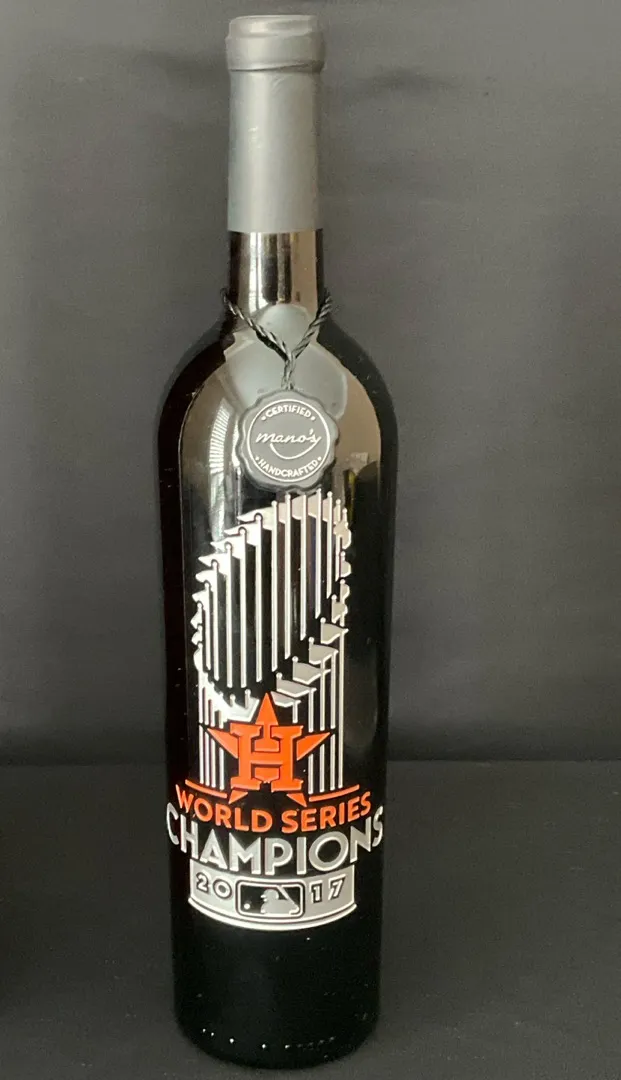 CERTIFIED
mano's
HANDCRAFTED
H
WORLD SERIES
CHAMPIONS
20 17